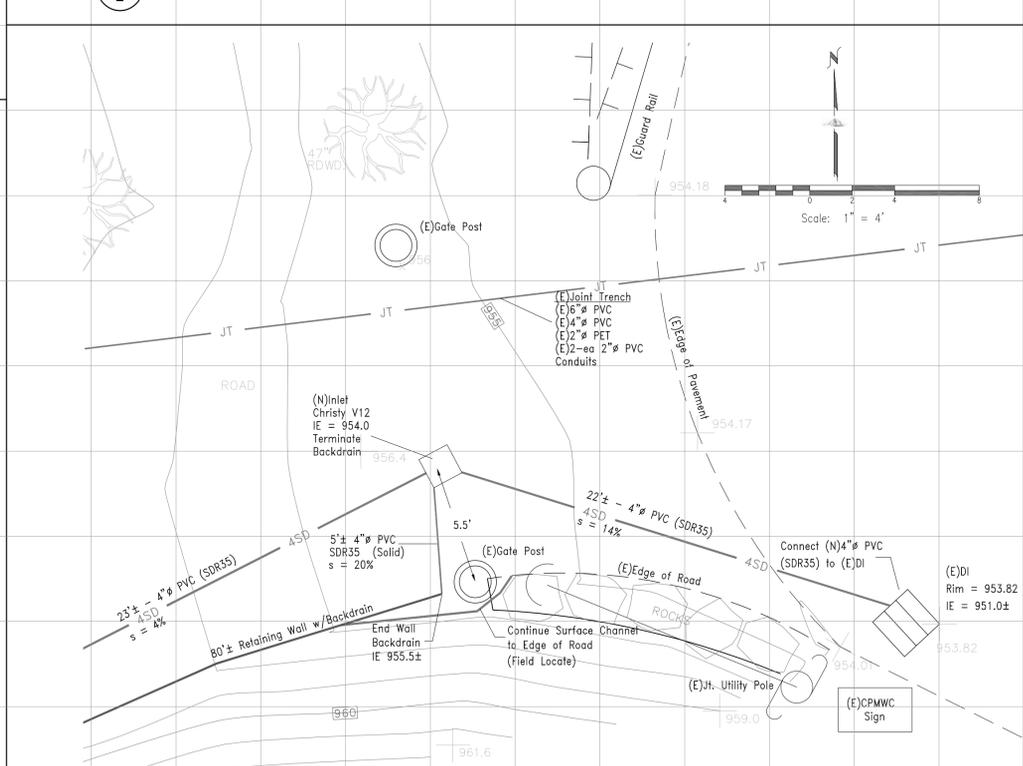 N
47"
RDWD.
(E)Guard Rail
954.18
4 0 2 4 8
Scale: 1" = 4'
(E)Gate Post
956
JT
JT
JT
JT
JT
(E)Joint Trench
(E)6"ø PVC
(E)4"ø PVC
(E)2"ø PET
(E)2-ea 2"ø PVC
Conduits
955
(E)Edge of Pavement
ROAD
(N)Inlet
Christy V12
IE = 954.0
Terminate
Backdrain
956.4
954.17
22'± - 4"ø PVC (SDR35)
4SD
s = 14%
4SD
4SD
5.5'
5'± 4"ø PVC
SDR35 (Solid)
s = 20%
(E)Gate Post
(E)Edge of Road
Connect (N)4"ø PVC
(SDR35) to (E)DI
(E)DI
Rim = 953.82
IE = 951.0±
23'± - 4"ø PVC (SDR35)
4SD
s = 4%
80'± Retaining Wall w/Backdrain
ROCKS
End Wall
Backdrain
IE 955.5±
Continue Surface Channel
to Edge of Road
(Field Locate)
953.82
954.01
(E)Jt. Utility Pole
(E)CPMWC
Sign
960
959.0
961.6